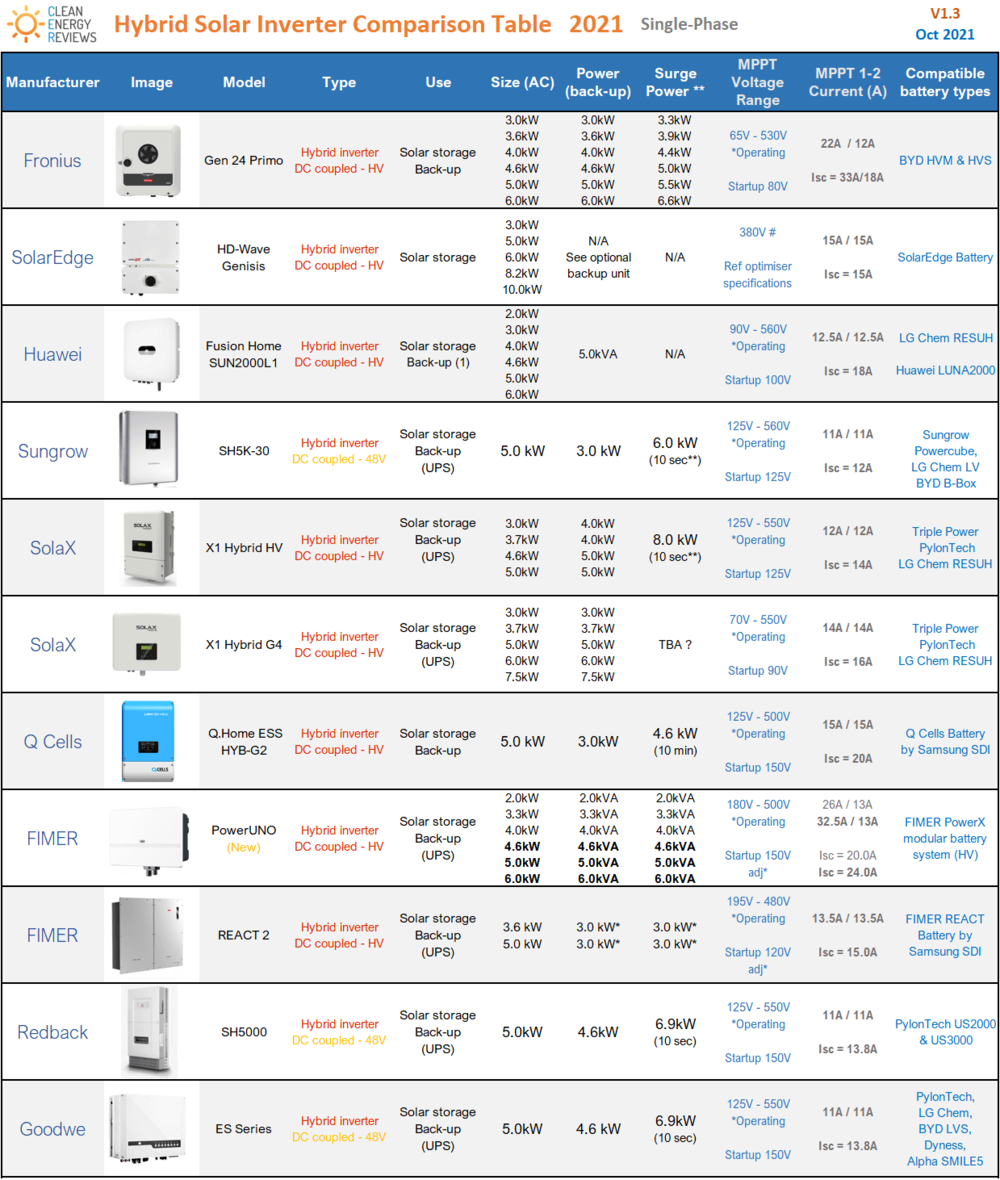 CLEAN
ENERGY
REVIEWS
Hybrid Solar Inverter Comparison Table 2021 Single-Phase
V1.3
Oct 2021
Manufacturer
Image
Model
Type
Use
Size (AC)
Power
(back-up)
Surge
Power **
MPPT
Voltage
Range
MPPT 1-2
Current (A)
Compatible
battery types
Fronius
Gen 24 Primo
Hybrid inverter
DC coupled - HV
Solar storage
Back-up
3.0kW
3.6kW
4.0kW
4.6kW
5.0kW
6.0kW
3.0kW
3.6kW
4.0kW
4.6kW
5.0kW
6.0kW
3.3kW
3.9kW
4.4kW
5.0kW
5.5kW
6.6kW
65V - 530V
*Operating
Startup 80V
22A / 12A
Isc = 33A/18A
BYD HVM & HVS
SolarEdge
HD-Wave
Genisis
Hybrid inverter
DC coupled - HV
Solar storage
3.0kW
5.0kW
6.0kW
8.2kW
10.0kW
N/A
See optional
backup unit
N/A
380V #
Ref optimiser
specifications
15A / 15A
Isc = 15A
SolarEdge Battery
Huawei
Fusion Home
SUN2000L1
Hybrid inverter
DC coupled - HV
Solar storage
Back-up (1)
2.0kW
3.0kW
4.0kW
4.6kW
5.0kW
6.0kW
5.0kVA
N/A
90V - 560V
*Operating
Startup 100V
12.5A / 12.5A
Isc = 18A
LG Chem RESUH
Huawei LUNA2000
Sungrow
SH5K-30
Hybrid inverter
DC coupled - 48V
Solar storage
Back-up
(UPS)
5.0 kW
3.0 kW
6.0 kW
(10 sec**)
125V - 560V
*Operating
Startup 125V
11A / 11A
Isc = 12A
Sungrow
Powercube,
LG Chem LV
BYD B-Box
SolaX
SOLAX
X1 Hybrid HV
Hybrid inverter
DC coupled - HV
Solar storage
Back-up
(UPS)
3.0kW
3.7kW
4.6kW
5.0kW
4.0kW
4.0kW
5.0kW
5.0kW
8.0 kW
(10 sec**)
125V - 550V
*Operating
Startup 125V
12A / 12A
Isc = 14A
Triple Power
PylonTech
LG Chem RESUH
SolaX
SOLAX
X1 Hybrid G4
Hybrid inverter
DC coupled - HV
Solar storage
Back-up
(UPS)
3.0kW
3.7kW
5.0kW
6.0kW
7.5kW
3.0kW
3.7kW
5.0kW
6.0kW
7.5kW
TBA ?
70V - 550V
*Operating
Startup 90V
14A / 14A
Isc = 16A
Triple Power
PylonTech
LG Chem RESUH
Q Cells
Q CELLS
Q.Home ESS
HYB-G2
Hybrid inverter
DC coupled - HV
Solar storage
Back-up
5.0 kW
3.0kW
4.6 kW
(10 min)
125V - 500V
*Operating
Startup 150V
15A / 15A
Isc = 20A
Q Cells Battery
by Samsung SDI
FIMER
PowerUNO
(New)
Hybrid inverter
DC coupled - HV
Solar storage
Back-up
(UPS)
2.0kW
3.3kW
4.0kW
4.6kW
5.0kW
6.0kW
2.0kVA
3.3kVA
4.0kVA
4.6kVA
5.0kVA
6.0kVA
2.0kVA
3.3kVA
4.0kVA
4.6kVA
5.0kVA
6.0kVA
180V - 500V
*Operating
Startup 150V
adj*
26A / 13A
32.5A / 13A
Isc = 20.0A
Isc = 24.0A
FIMER PowerX
modular battery
system (HV)
FIMER
REACT 2
Hybrid inverter
DC coupled - HV
Solar storage
Back-up
(UPS)
3.6 kW
5.0 kW
3.0 kW*
3.0 kW*
3.0 kW*
3.0 kW*
195V - 480V
*Operating
Startup 120V
adj*
13.5A / 13.5A
Isc = 15.0A
FIMER REACT
Battery by
Samsung SDI
Redback
SH5000
Hybrid inverter
DC coupled - 48V
Solar storage
Back-up
(UPS)
5.0kW
4.6kW
6.9kW
(10 sec)
125V - 550V
*Operating
Startup 150V
11A / 11A
Isc = 13.8A
PylonTech US2000
& US3000
Goodwe
ES Series
Hybrid inverter
DC coupled - 48V
Solar storage
Back-up
(UPS)
5.0kW
4.6 kW
6.9kW
(10 sec)
125V - 550V
*Operating
Startup 150V
11A / 11A
Isc = 13.8A
PylonTech,
LG Chem,
BYD LVS,
Dyness,
Alpha SMILE5